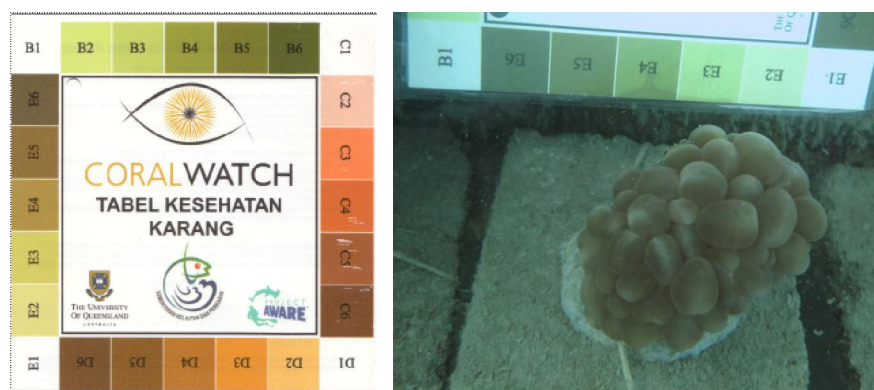 B1 B2 B3 B4 B5 B6 C1
E6 C2
E5 C3
E4 C4
E3 C5
E2 C6
E1 D6 D5 D4 D3 D2 D1
CORALWATCH
TABEL KESEHATAN
KARANG
THE UNIVERSITY
OF QUEENSLAND
AUSTRALIA
PROJECT
AWARE
B1 E6 E5 E4 E3 E2 E1